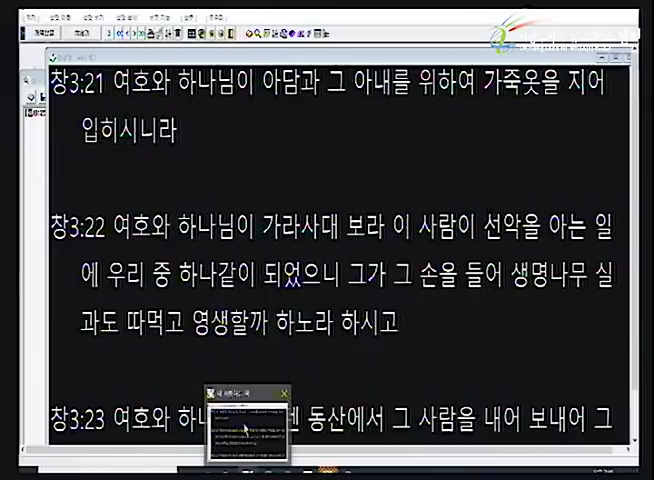 창3:21 여호와 하나님이 아담과 그 아내를 위하여 가죽옷을 지어
입히시니라
창3:22 여호와 하나님이 가라사대 보라 이 사람이 선악을 아는 일
에 우리 중 하나같이 되었으니 그가 그 손을 들어 생명나무 실
과도 따먹고 영생할까 하노라 하시고
창3:23 여호와 동산에서 그 사람을 내어 보내어 그